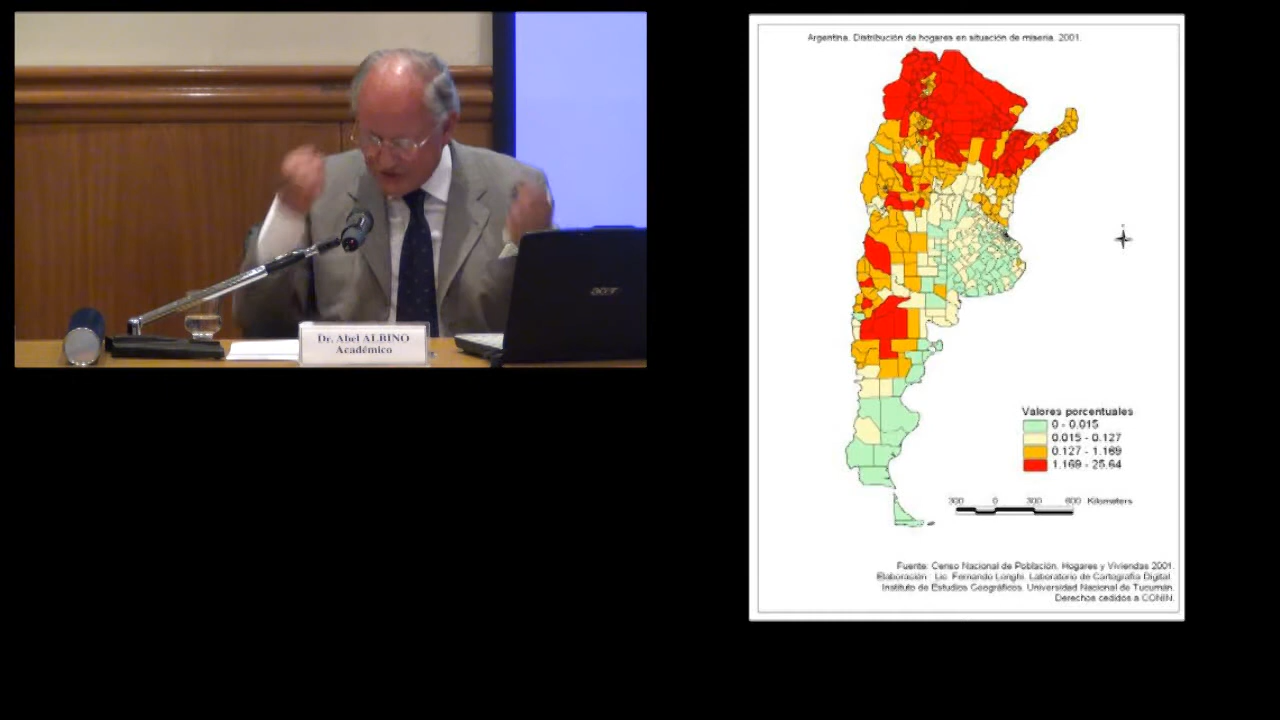 Dr. Abel ALBINO
Académico
acer
Argentina. Distribución de hogares en situación de miseria. 2001.
Valores porcentuales
0 - 0,015
0.015 - 0.127
0.127 - 1.169
1.169 - 25.64
300 0 300 600 Kilometers
Fuente: Censo Nacional de Población, Hogares y Viviendas 2001.
Elaboración: Lic. Fernando Longhi. Laboratorio de Cartografía Digital.
Instituto de Estudios Geográficos. Universidad Nacional de Tucumán.
Derechos cedidos a CONIN.